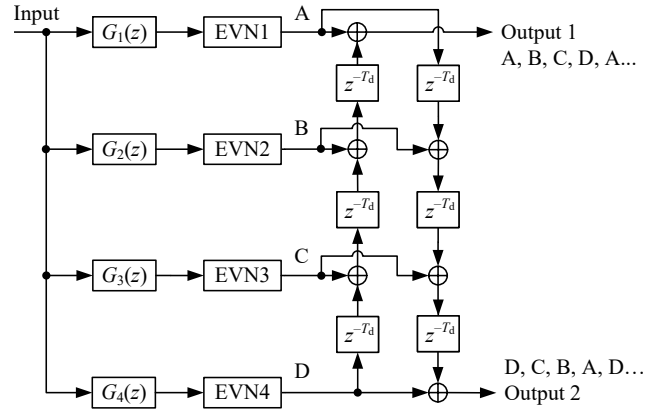 Input
G₁(z) EVN1 A
Output 1
A, B, C, D, A...
z⁻ᵀᵈ z⁻ᵀᵈ
G₂(z) EVN2 B
z⁻ᵀᵈ z⁻ᵀᵈ
G₃(z) EVN3 C
z⁻ᵀᵈ z⁻ᵀᵈ
G₄(z) EVN4 D
D, C, B, A, D…
Output 2